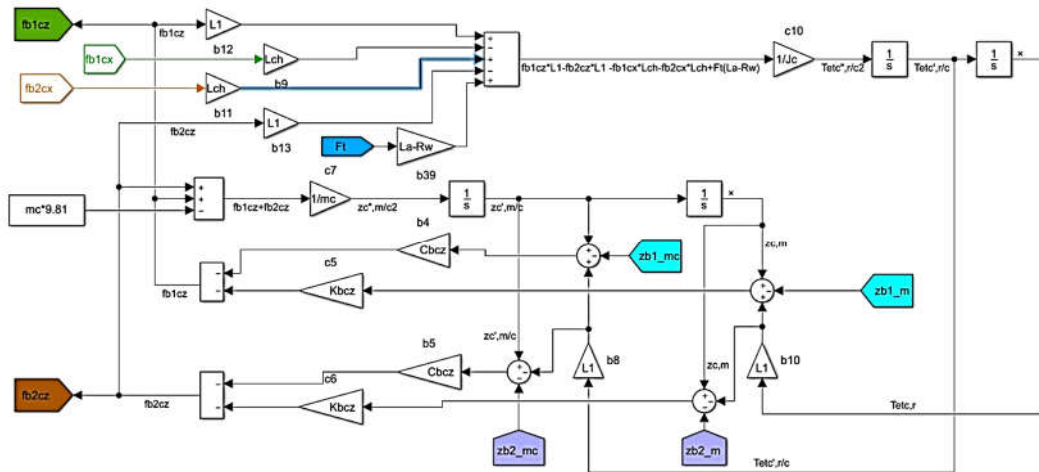 c10
fb1cz
fb1cz
L1
b12
fb1cx
Lch
b9
fb1cz*L1-fb2cz*L1 -fb1cx*Lch-fb2cx*Lch+Ft(La-Rw)
1/Jc
Tetc",r/c2
1
s
Tetc',r/c
1
s
×
fb2cx
Lch
b11
fb2cz
L1
b13
Ft
La-Rw
b39
c7
mc*9.81
fb1cz+fb2cz
1/mc
zc",m/c2
1
s
zc',m/c
1
s
×
b4
Cbcz
zb1_mc
zc,m
c5
fb1cz
Kbcz
zb1_m
zc',m/c
b5
b8
zc,m
b10
L1
L1
Cbcz
c6
fb2cz
fb2cz
Kbcz
Tetc,r
zb2_mc
zb2_m
Tetc',r/c